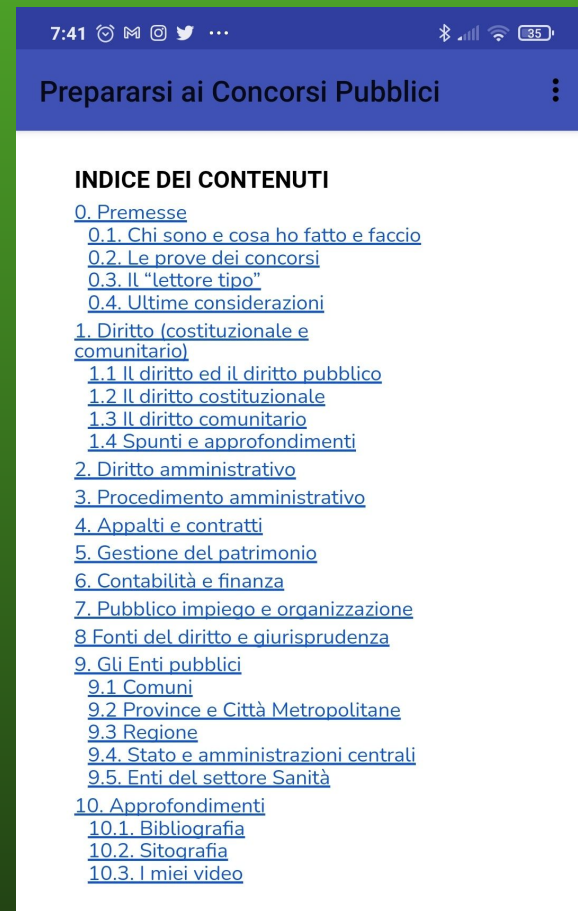 7:41 ...
35
Prepararsi ai Concorsi Pubblici
INDICE DEI CONTENUTI
0. Premesse
0.1. Chi sono e cosa ho fatto e faccio
0.2. Le prove dei concorsi
0.3. Il “lettore tipo”
0.4. Ultime considerazioni
1. Diritto (costituzionale e
comunitario)
1.1 Il diritto ed il diritto pubblico
1.2 Il diritto costituzionale
1.3 Il diritto comunitario
1.4 Spunti e approfondimenti
2. Diritto amministrativo
3. Procedimento amministrativo
4. Appalti e contratti
5. Gestione del patrimonio
6. Contabilità e finanza
7. Pubblico impiego e organizzazione
8 Fonti del diritto e giurisprudenza
9. Gli Enti pubblici
9.1 Comuni
9.2 Province e Città Metropolitane
9.3 Regione
9.4. Stato e amministrazioni centrali
9.5. Enti del settore Sanità
10. Approfondimenti
10.1. Bibliografia
10.2. Sitografia
10.3. I miei video